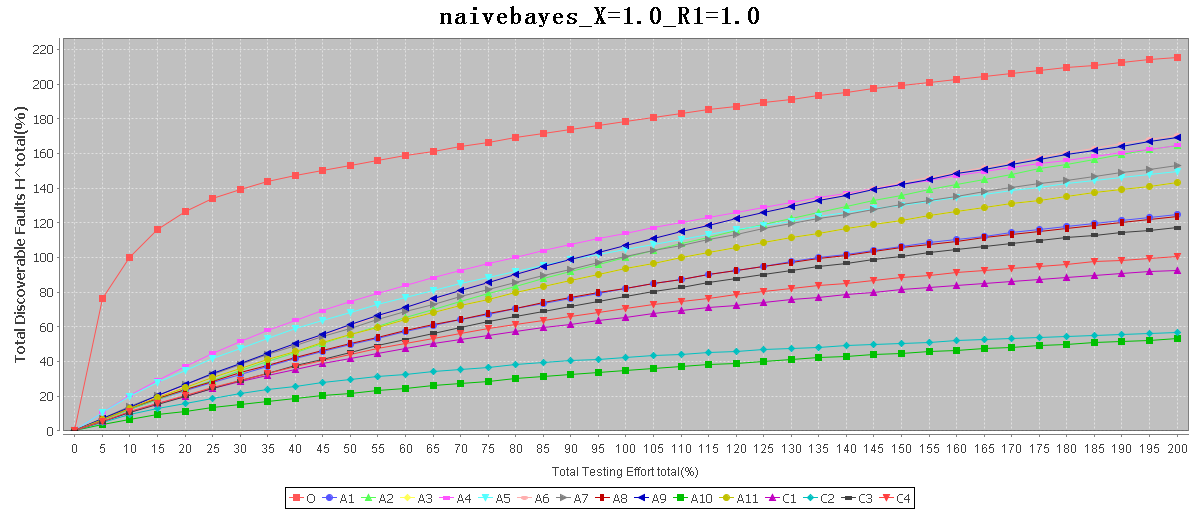 naivebayes_X=1.0_R1=1.0
Total Discoverable Faults H^total(%)
220
200
180
160
140
120
100
80
60
40
20
0
0 5 10 15 20 25 30 35 40 45 50 55 60 65 70 75 80 85 90 95 100 105 110 115 120 125 130 135 140 145 150 155 160 165 170 175 180 185 190 195 200
Total Testing Effort total(%)
O A1 A2 A3 A4 A5 A6 A7 A8 A9 A10 A11 C1 C2 C3 C4